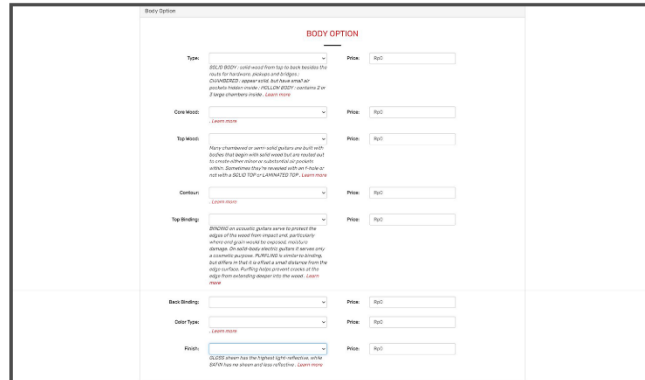 Body Option
BODY OPTION
Type: Price: Rp0
SOLID BODY : solid wood from top to back besides the
route for hardware, pickups and bridges ;
CHAMBERED : appear solid, but have small air
pockets hidden inside ; HOLLOW BODY : contains 2 or
3 large chambers inside . Learn more
Core Wood: Price: Rp0
. Learn more
Top Wood: Price: Rp0
Many chambered or semi-solid guitars are built with
bodies that begin with solid wood but are routed out
to create either minor or substantial air pockets
within. Sometimes they're revealed with an f-hole or
not with a SOLID TOP or LAMINATED TOP . Learn more
Contour: Price: Rp0
. Learn more
Top Binding: Price: Rp0
BINDING on acoustic guitars serve to protect the
edges of the wood from impact and, particularly
where end grain would be exposed, moisture
damage. On solid-body electric guitars it serves only
a cosmetic purpose. PURFLING is similar to binding,
but differs in that it is offset a small distance from the
edge surface. Purfling helps prevent cracks at the
edge from extending deeper into the wood . Learn
more
Back Binding: Price: Rp0
Color Type: Price: Rp0
. Learn more
Finish: Price: Rp0
GLOSS sheen has the highest light-reflective, while
SATIN has no sheen and less reflective . Learn more